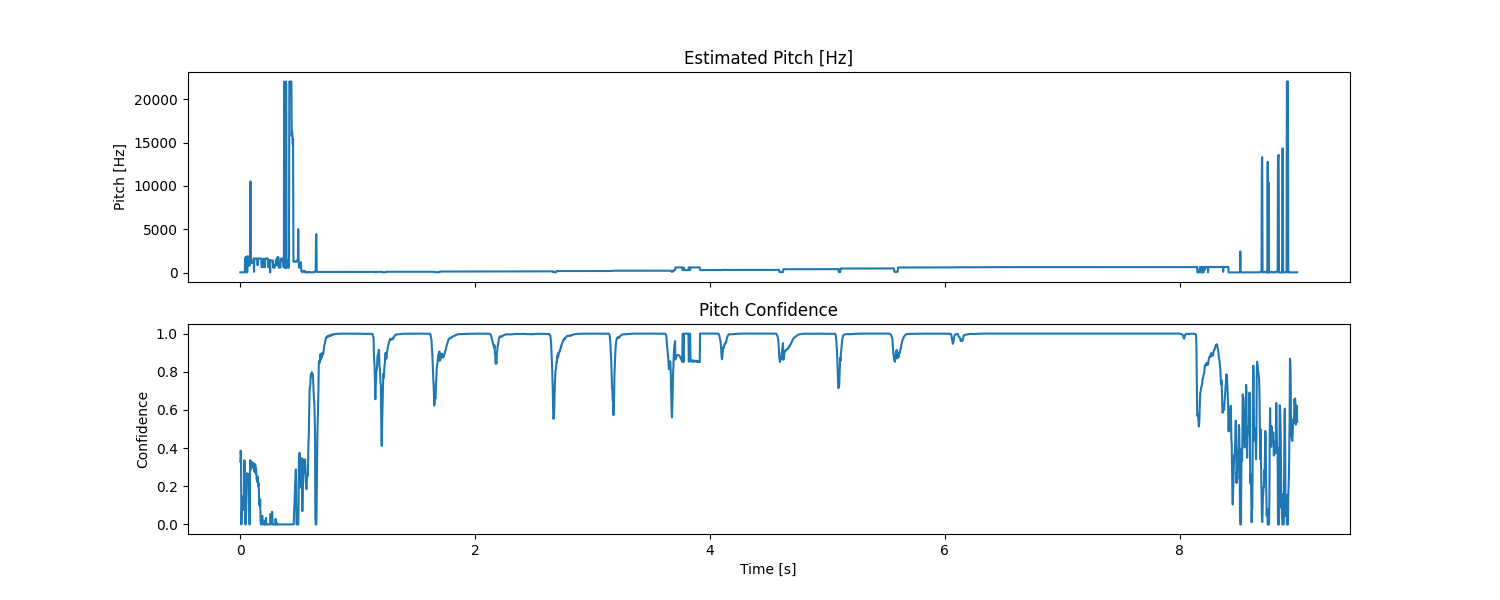 Estimated Pitch [Hz]
Pitch [Hz]
20000
15000
10000
5000
0
Pitch Confidence
Confidence
1.0
0.8
0.6
0.4
0.2
0.0
0 2 4 6 8
Time [s]